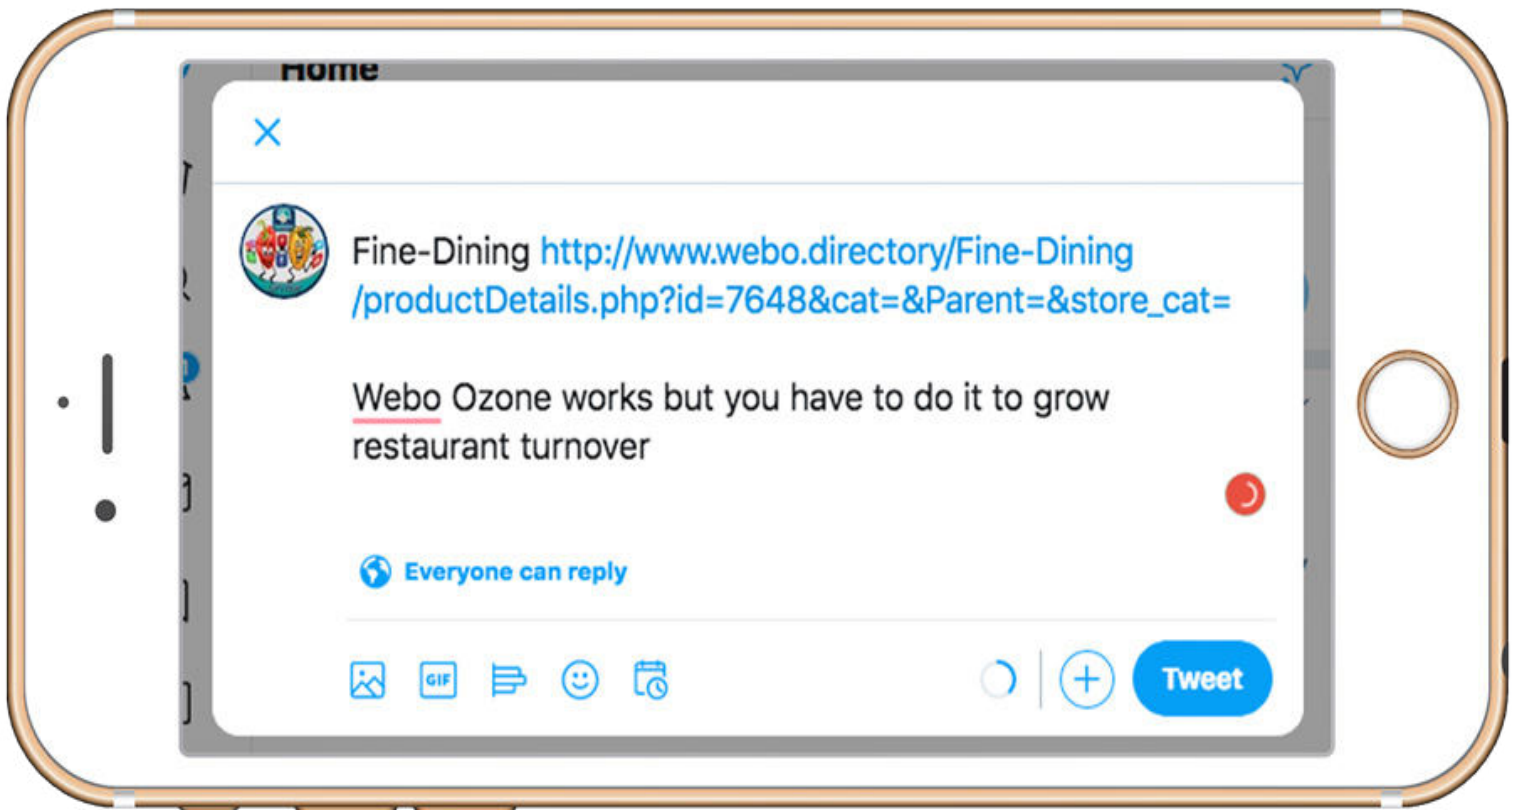 Home
Fine-Dining http://www.webo.directory/Fine-Dining
/productDetails.php?id=7648&cat=&Parent=&store_cat=
Webo Ozone works but you have to do it to grow
restaurant turnover
Everyone can reply
GIF
Tweet